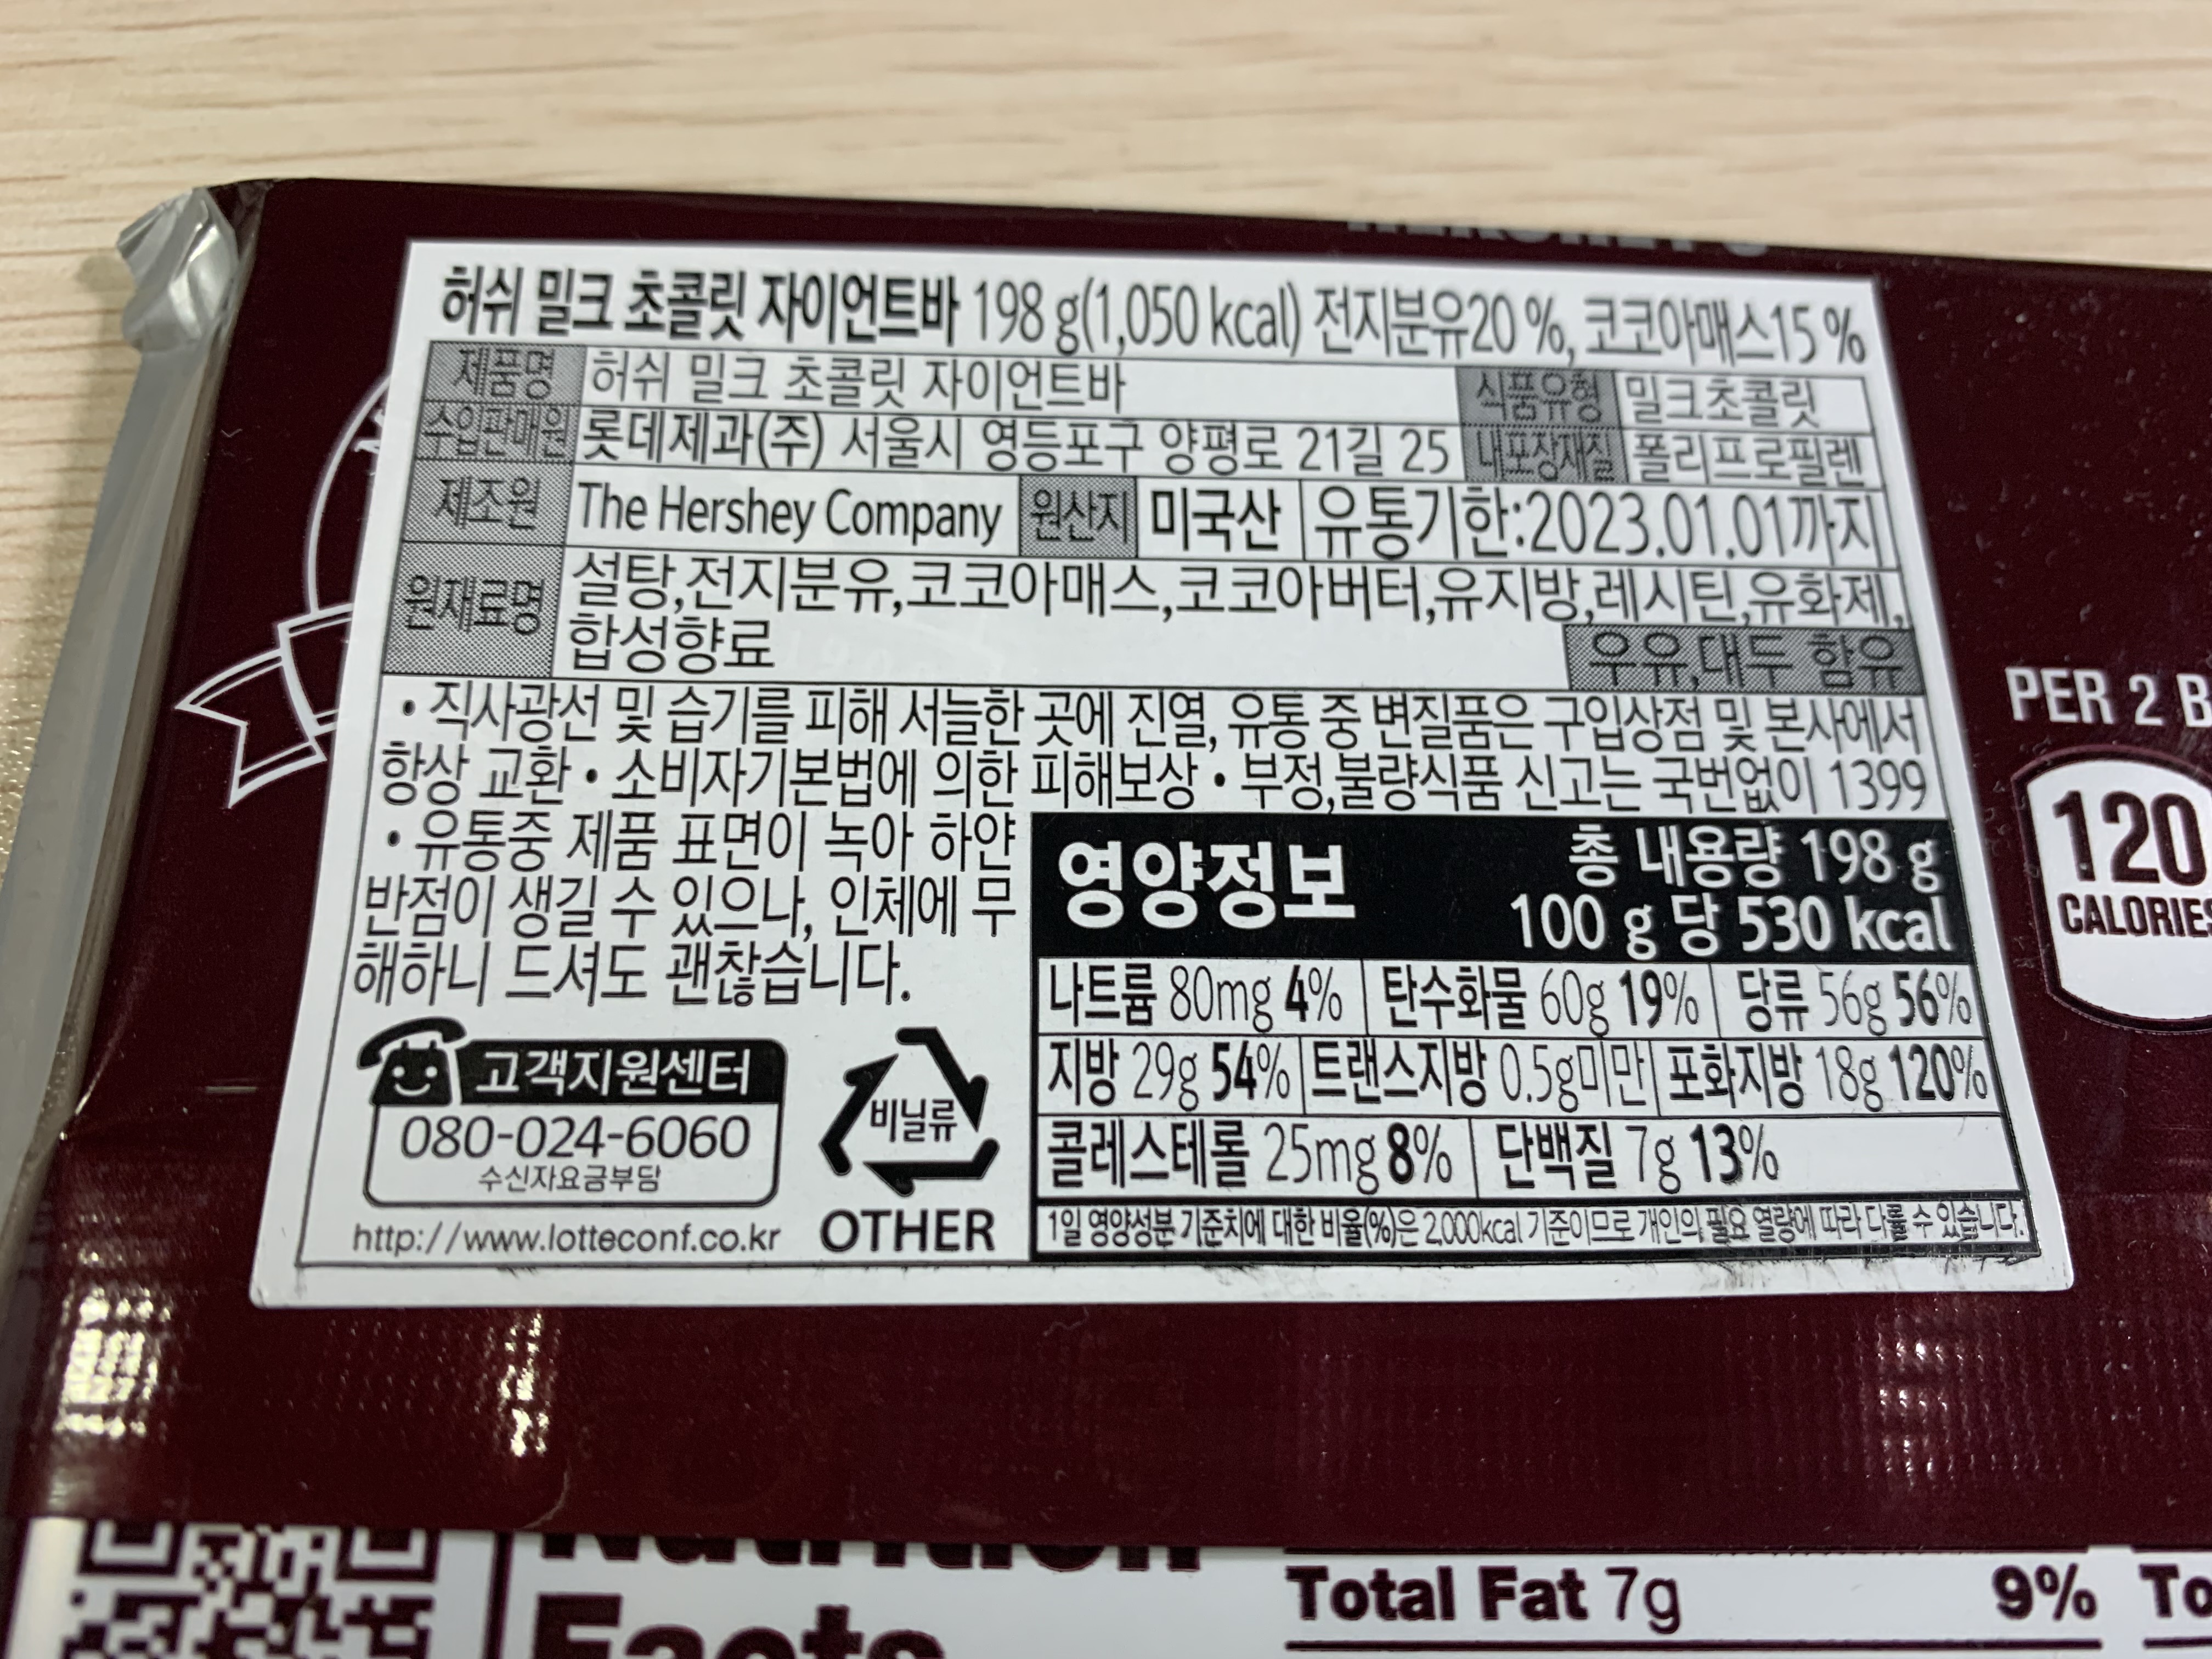 허쉬 밀크 초콜릿 자이언트바 198 g(1,050 kcal) 전지분유20 %, 코코아매스15 %
제품명 허쉬 밀크 초콜릿 자이언트바 식품유형 밀크초콜릿
수입판매원 롯데제과(주) 서울시 영등포구 양평로 21길 25 내포장재질 폴리프로필렌
제조원 The Hershey Company 원산지 미국산 유통기한:2023.01.01까지
원재료명 설탕,전지분유,코코아매스,코코아버터,유지방,레시틴,유화제,
합성향료 우유,대두 함유
• 직사광선 및 습기를 피해 서늘한 곳에 진열, 유통 중 변질품은 구입상점 및 본사에서
항상 교환 • 소비자기본법에 의한 피해보상 • 부정,불량식품 신고는 국번없이 1399
• 유통중 제품 표면이 녹아 하얀
반점이 생길 수 있으나, 인체에 무
해하니 드셔도 괜찮습니다.
고객지원센터
080-024-6060
수신자요금부담
http://www.lotteconf.co.kr
비닐류
OTHER
영양정보 총 내용량 198 g
100 g 당 530 kcal
나트륨 80mg 4% 탄수화물 60g 19% 당류 56g 56%
지방 29g 54% 트랜스지방 0.5g미만 포화지방 18g 120%
콜레스테롤 25mg 8% 단백질 7g 13%
1일 영양성분 기준치에 대한 비율(%)은 2,000kcal 기준이므로 개인의 필요 열량에 따라 다를 수 있습니다.
PER 2 B
120
CALORIES
Nutrition
Facts
Total Fat 7g 9% To